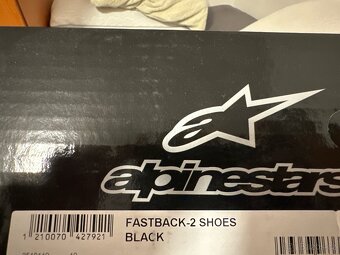 alpinestars
FASTBACK-2 SHOES
BLACK
1 210070 427921